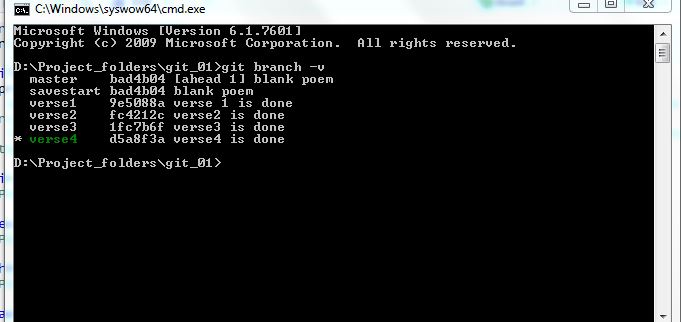 C:\Windows\syswow64\cmd.exe
Microsoft Windows [Version 6.1.7601]
Copyright (c) 2009 Microsoft Corporation.  All rights reserved.
D:\Project_folders\git_01>git branch -v
master    bad4b04 [ahead 1] blank poem
savestart bad4b04 blank poem
verse1    9e5088a verse 1 is done
verse2    fc4212c verse2 is done
verse3    1fc7b6f verse3 is done
* verse4    d5a8f3a verse4 is done
D:\Project_folders\git_01>